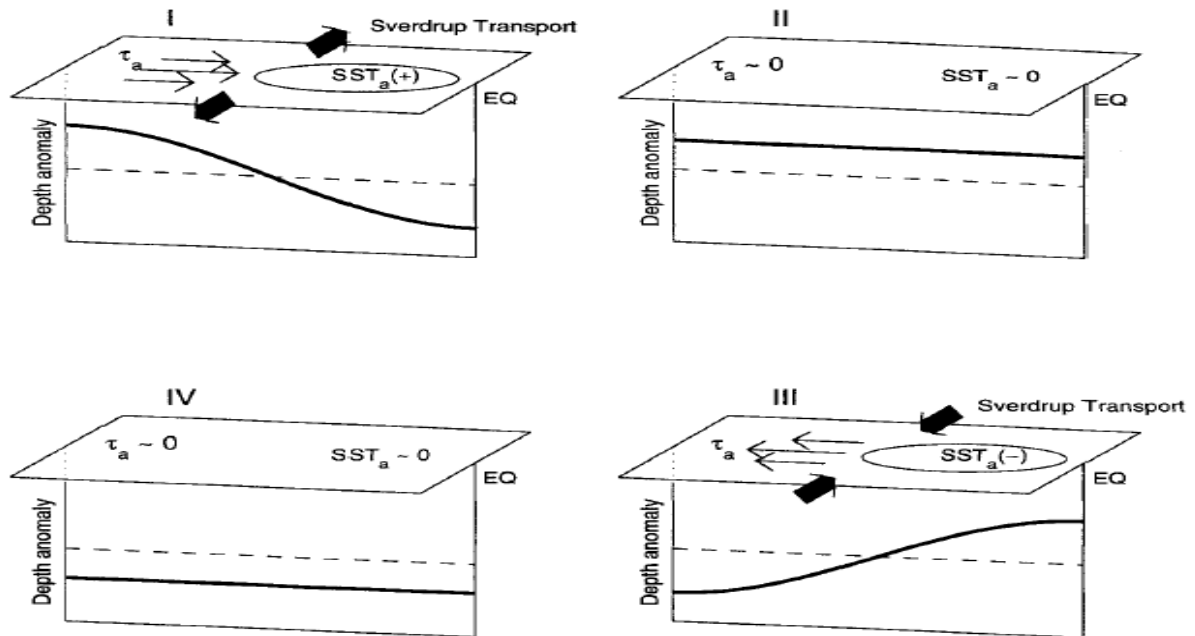 I
Sverdrup Transport
τₐ
SSTₐ(+)
EQ
Depth anomaly
II
τₐ ~ 0
SSTₐ ~ 0
EQ
Depth anomaly
IV
τₐ ~ 0
SSTₐ ~ 0
EQ
Depth anomaly
III
Sverdrup Transport
τₐ
SSTₐ(−)
EQ
Depth anomaly